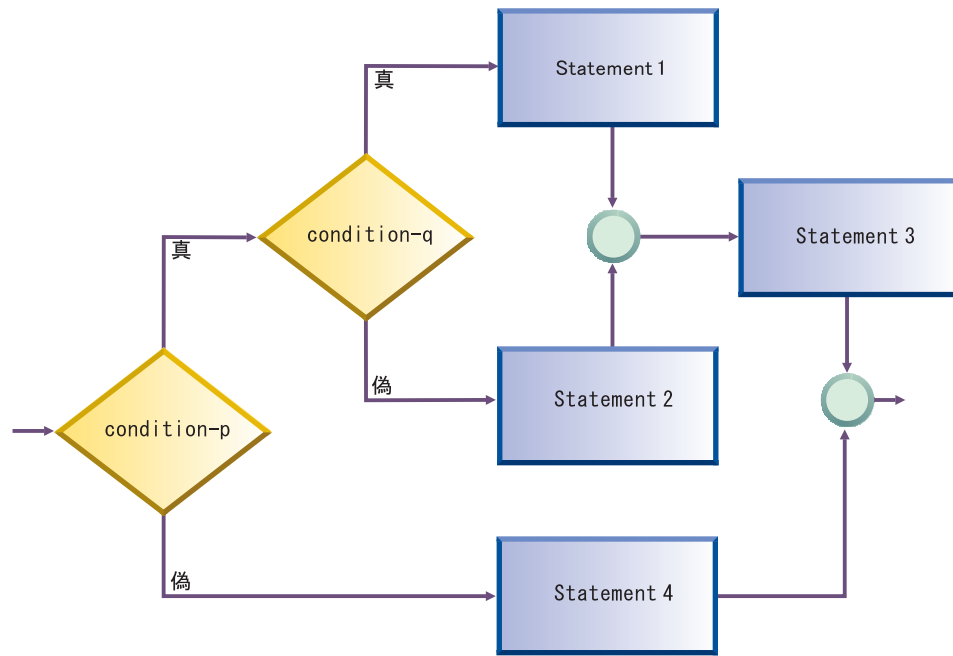 真
Statement 1
condition-q
真
Statement 3
偽
Statement 2
condition-p
偽
Statement 4